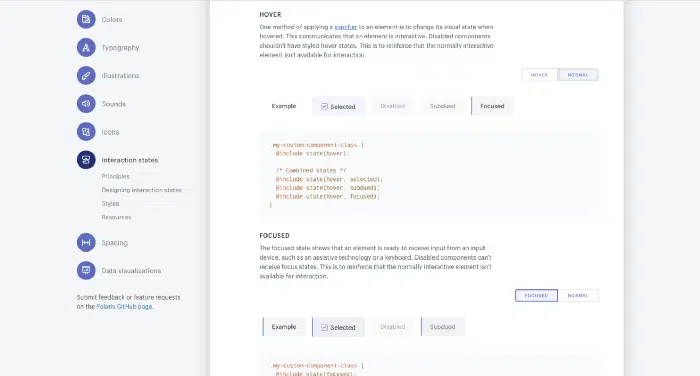 Colors
Typography
Illustrations
Sounds
Icons
Interaction states
Principles
Designing interaction states
Styles
Resources
Spacing
Data visualizations
Submit feedback or feature requests
on the Polaris GitHub page.
HOVER
One method of applying a signifier to an element is to change its visual state when
hovered. This communicates that an element is interactive. Disabled components
shouldn't have styled hover states. This is to reinforce that the normally interactive
element isn't available for interaction.
HOVER NORMAL
Example Selected Disabled Subdued Focused
.my-custom-component-class {
@include state(hover);
/* Combined states */
@include state(hover, selected);
@include state(hover, subdued);
@include state(hover, focused);
}
FOCUSED
The focused state shows that an element is ready to receive input from an input
device, such as an assistive technology or a keyboard. Disabled components can't
receive focus states. This is to reinforce that the normally interactive element isn't
available for interaction.
FOCUSED NORMAL
Example Selected Disabled Subdued
.my-custom-component-class {
@include state(focused);